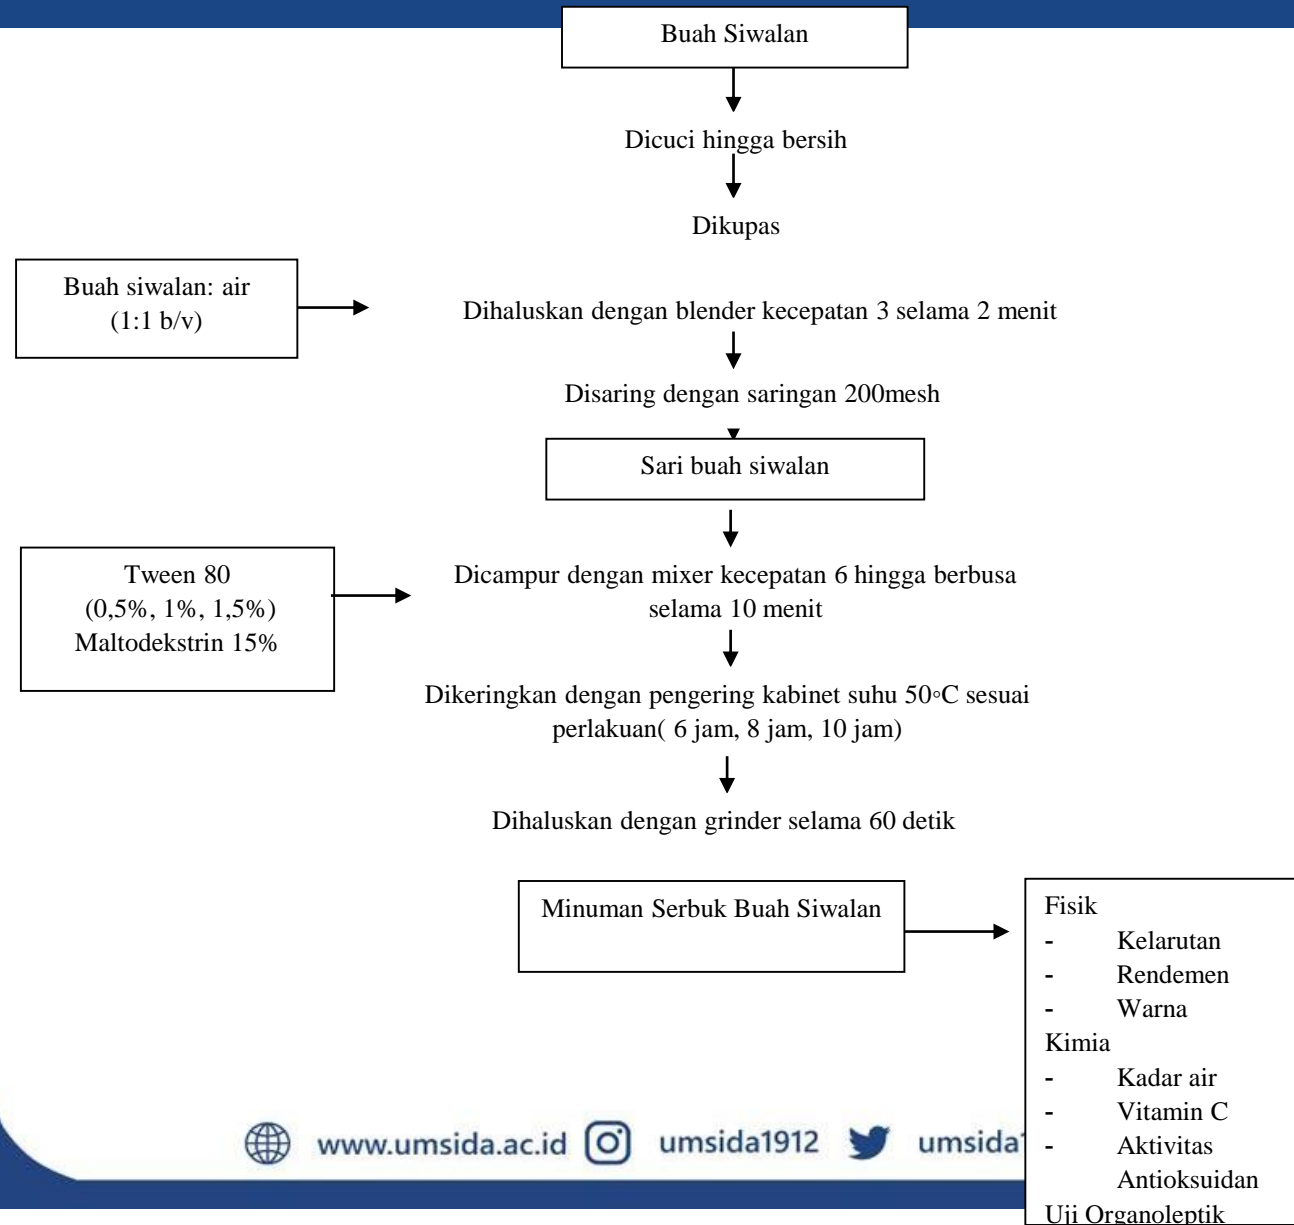 Buah Siwalan
Dicuci hingga bersih
Dikupas
Buah siwalan: air
(1:1 b/v)
Dihaluskan dengan blender kecepatan 3 selama 2 menit
Disaring dengan saringan 200mesh
Sari buah siwalan
Tween 80
(0,5%, 1%, 1,5%)
Maltodekstrin 15%
Dicampur dengan mixer kecepatan 6 hingga berbusa
selama 10 menit
Dikeringkan dengan pengering kabinet suhu 50◦C sesuai
perlakuan( 6 jam, 8 jam, 10 jam)
Dihaluskan dengan grinder selama 60 detik
Minuman Serbuk Buah Siwalan
Fisik
- Kelarutan
- Rendemen
- Warna
Kimia
- Kadar air
- Vitamin C
- Aktivitas
Antioksuidan
Uji Organoleptik
www.umsida.ac.id umsida1912 umsida